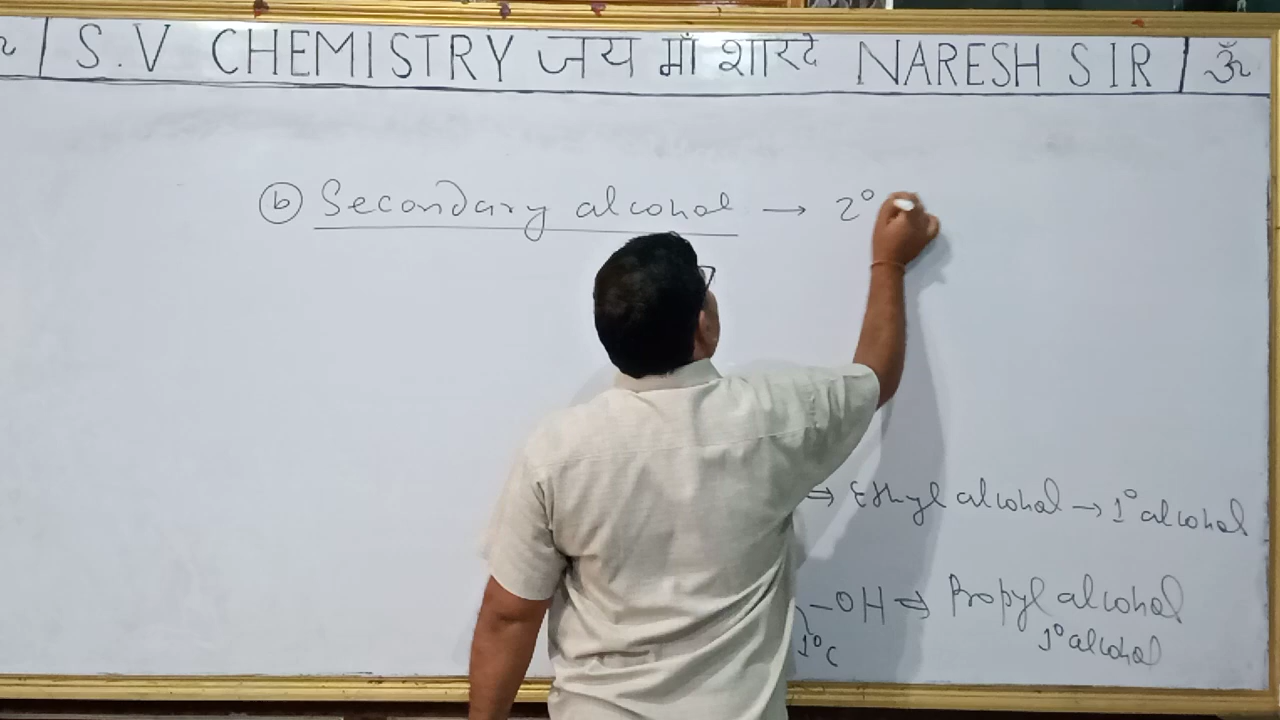 | S.V CHEMISTRY जय माँ शारदे NARESH SIR | ॐ
(b) Secondary alcohol → 2°
⇒ Ethyl alcohol → 1° alcohol
-OH ⇒ Propyl alcohol
1°C 1° alcohol